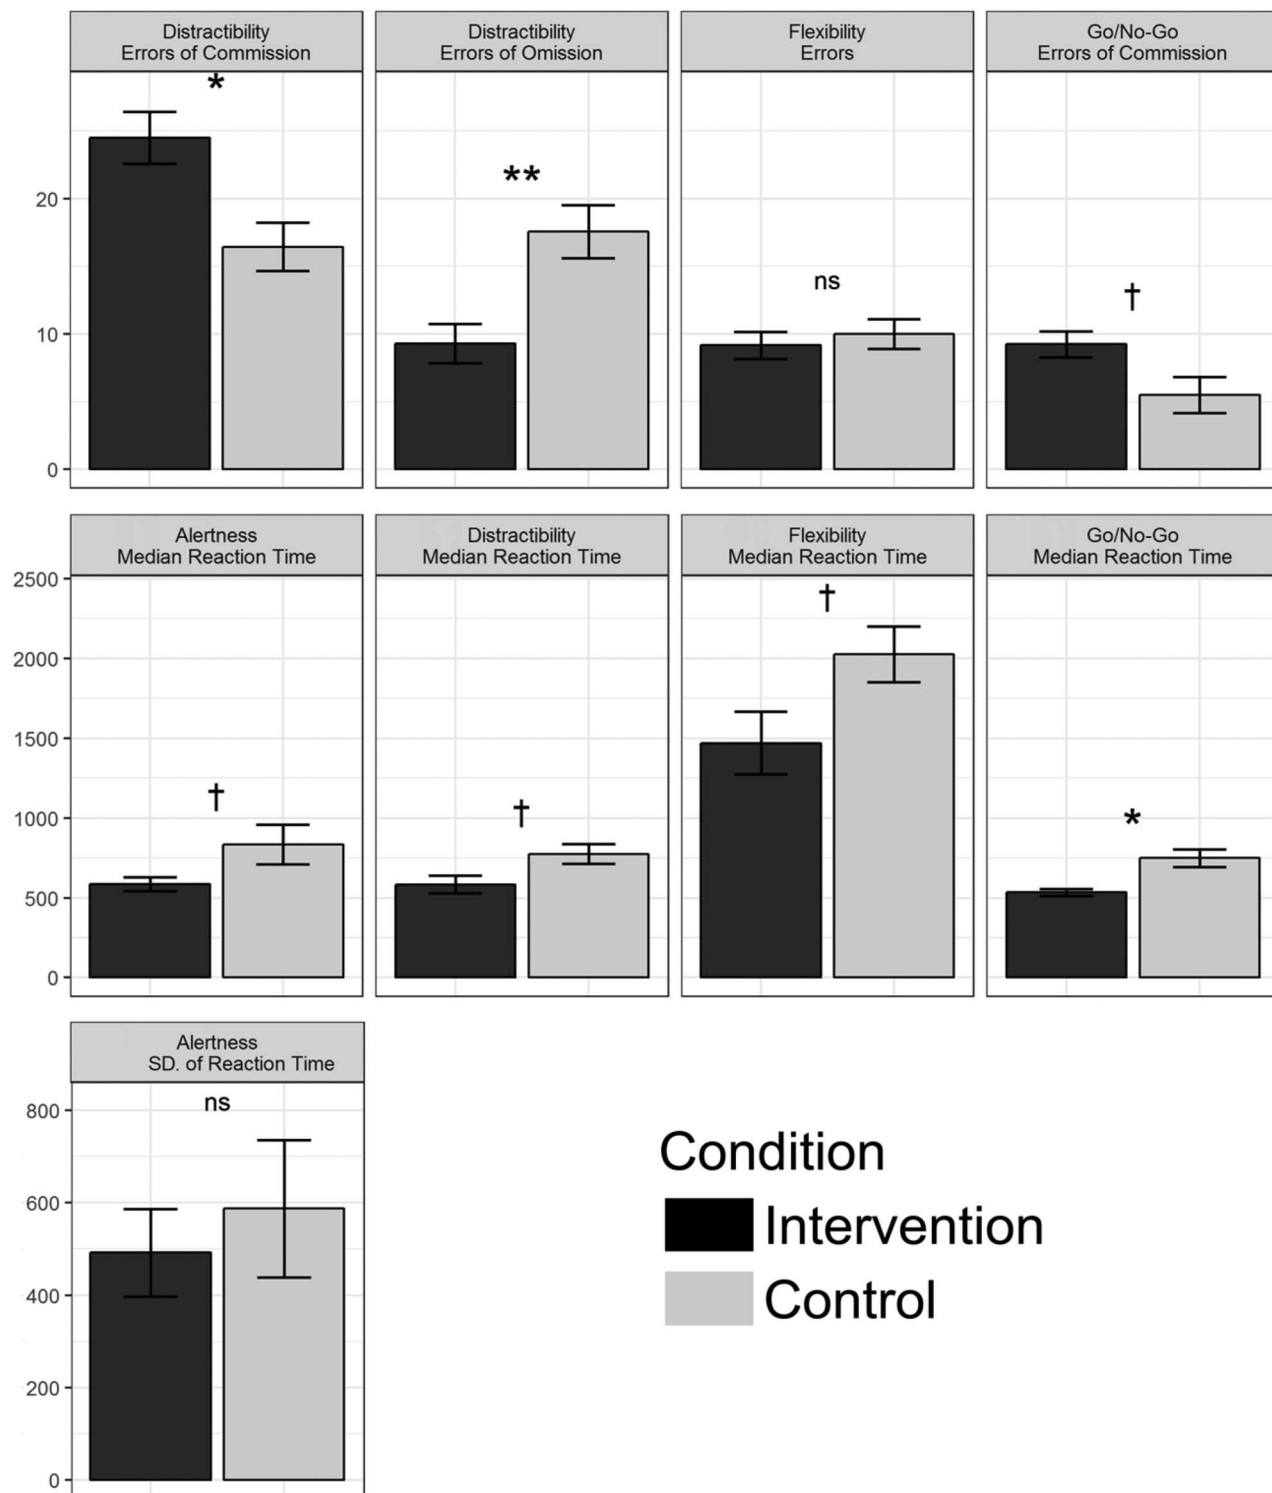 Distractibility
Errors of Commission
Distractibility
Errors of Omission
Flexibility
Errors
Go/No-Go
Errors of Commission
*
**
ns
†
20
10
0
Alertness
Median Reaction Time
Distractibility
Median Reaction Time
Flexibility
Median Reaction Time
Go/No-Go
Median Reaction Time
2500
2000
1500
1000
500
0
†
†
†
*
Alertness
SD. of Reaction Time
ns
800
600
400
200
0
Condition
Intervention
Control